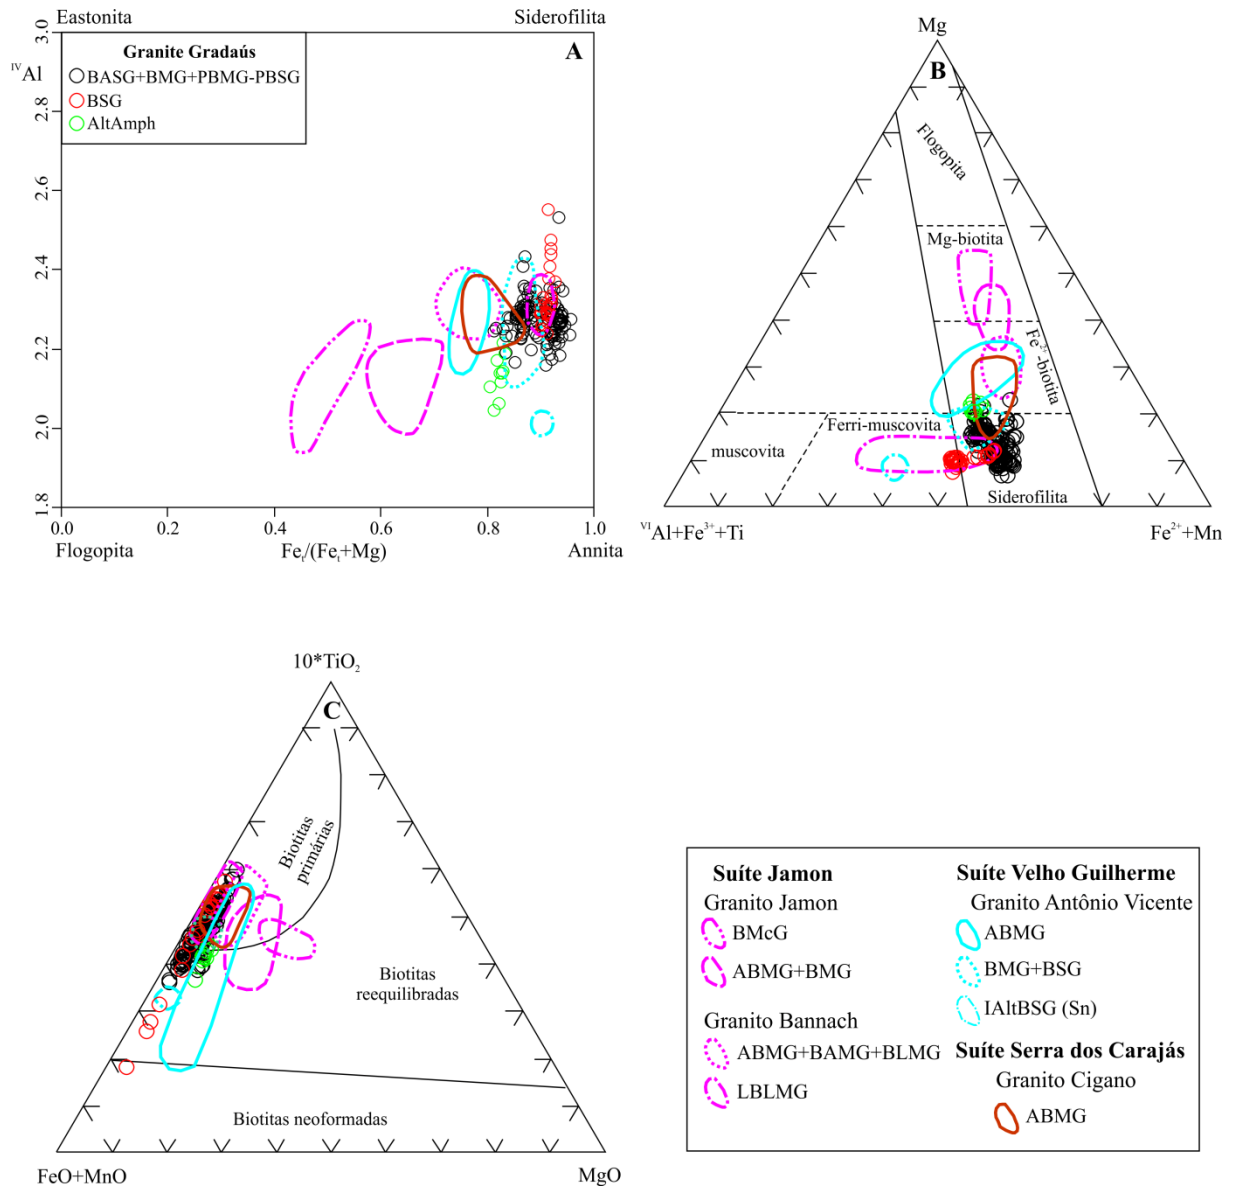 Eastonita
Siderofilita
3.0
2.8
2.6
2.4
2.2
2.0
1.8
ᴵⱽAl
A
Granite Gradaús
BASG+BMG+PBMG-PBSG
BSG
AltAmph
0.0
0.2
0.4
0.6
0.8
1.0
Flogopita
Feₜ/(Feₜ+Mg)
Annita
Mg
B
Flogopita
Mg-biotita
Fe²⁺-biotita
Ferri-muscovita
muscovita
Siderofilita
ⱽᴵAl+Fe³⁺+Ti
Fe²⁺+Mn
10*TiO₂
C
Biotitas
primárias
Biotitas
reequilibradas
Biotitas neoformadas
FeO+MnO
MgO
Suíte Jamon
Granito Jamon
BMcG
ABMG+BMG
Granito Bannach
ABMG+BAMG+BLMG
LBLMG
Suíte Velho Guilherme
Granito Antônio Vicente
ABMG
BMG+BSG
IAltBSG (Sn)
Suíte Serra dos Carajás
Granito Cigano
ABMG